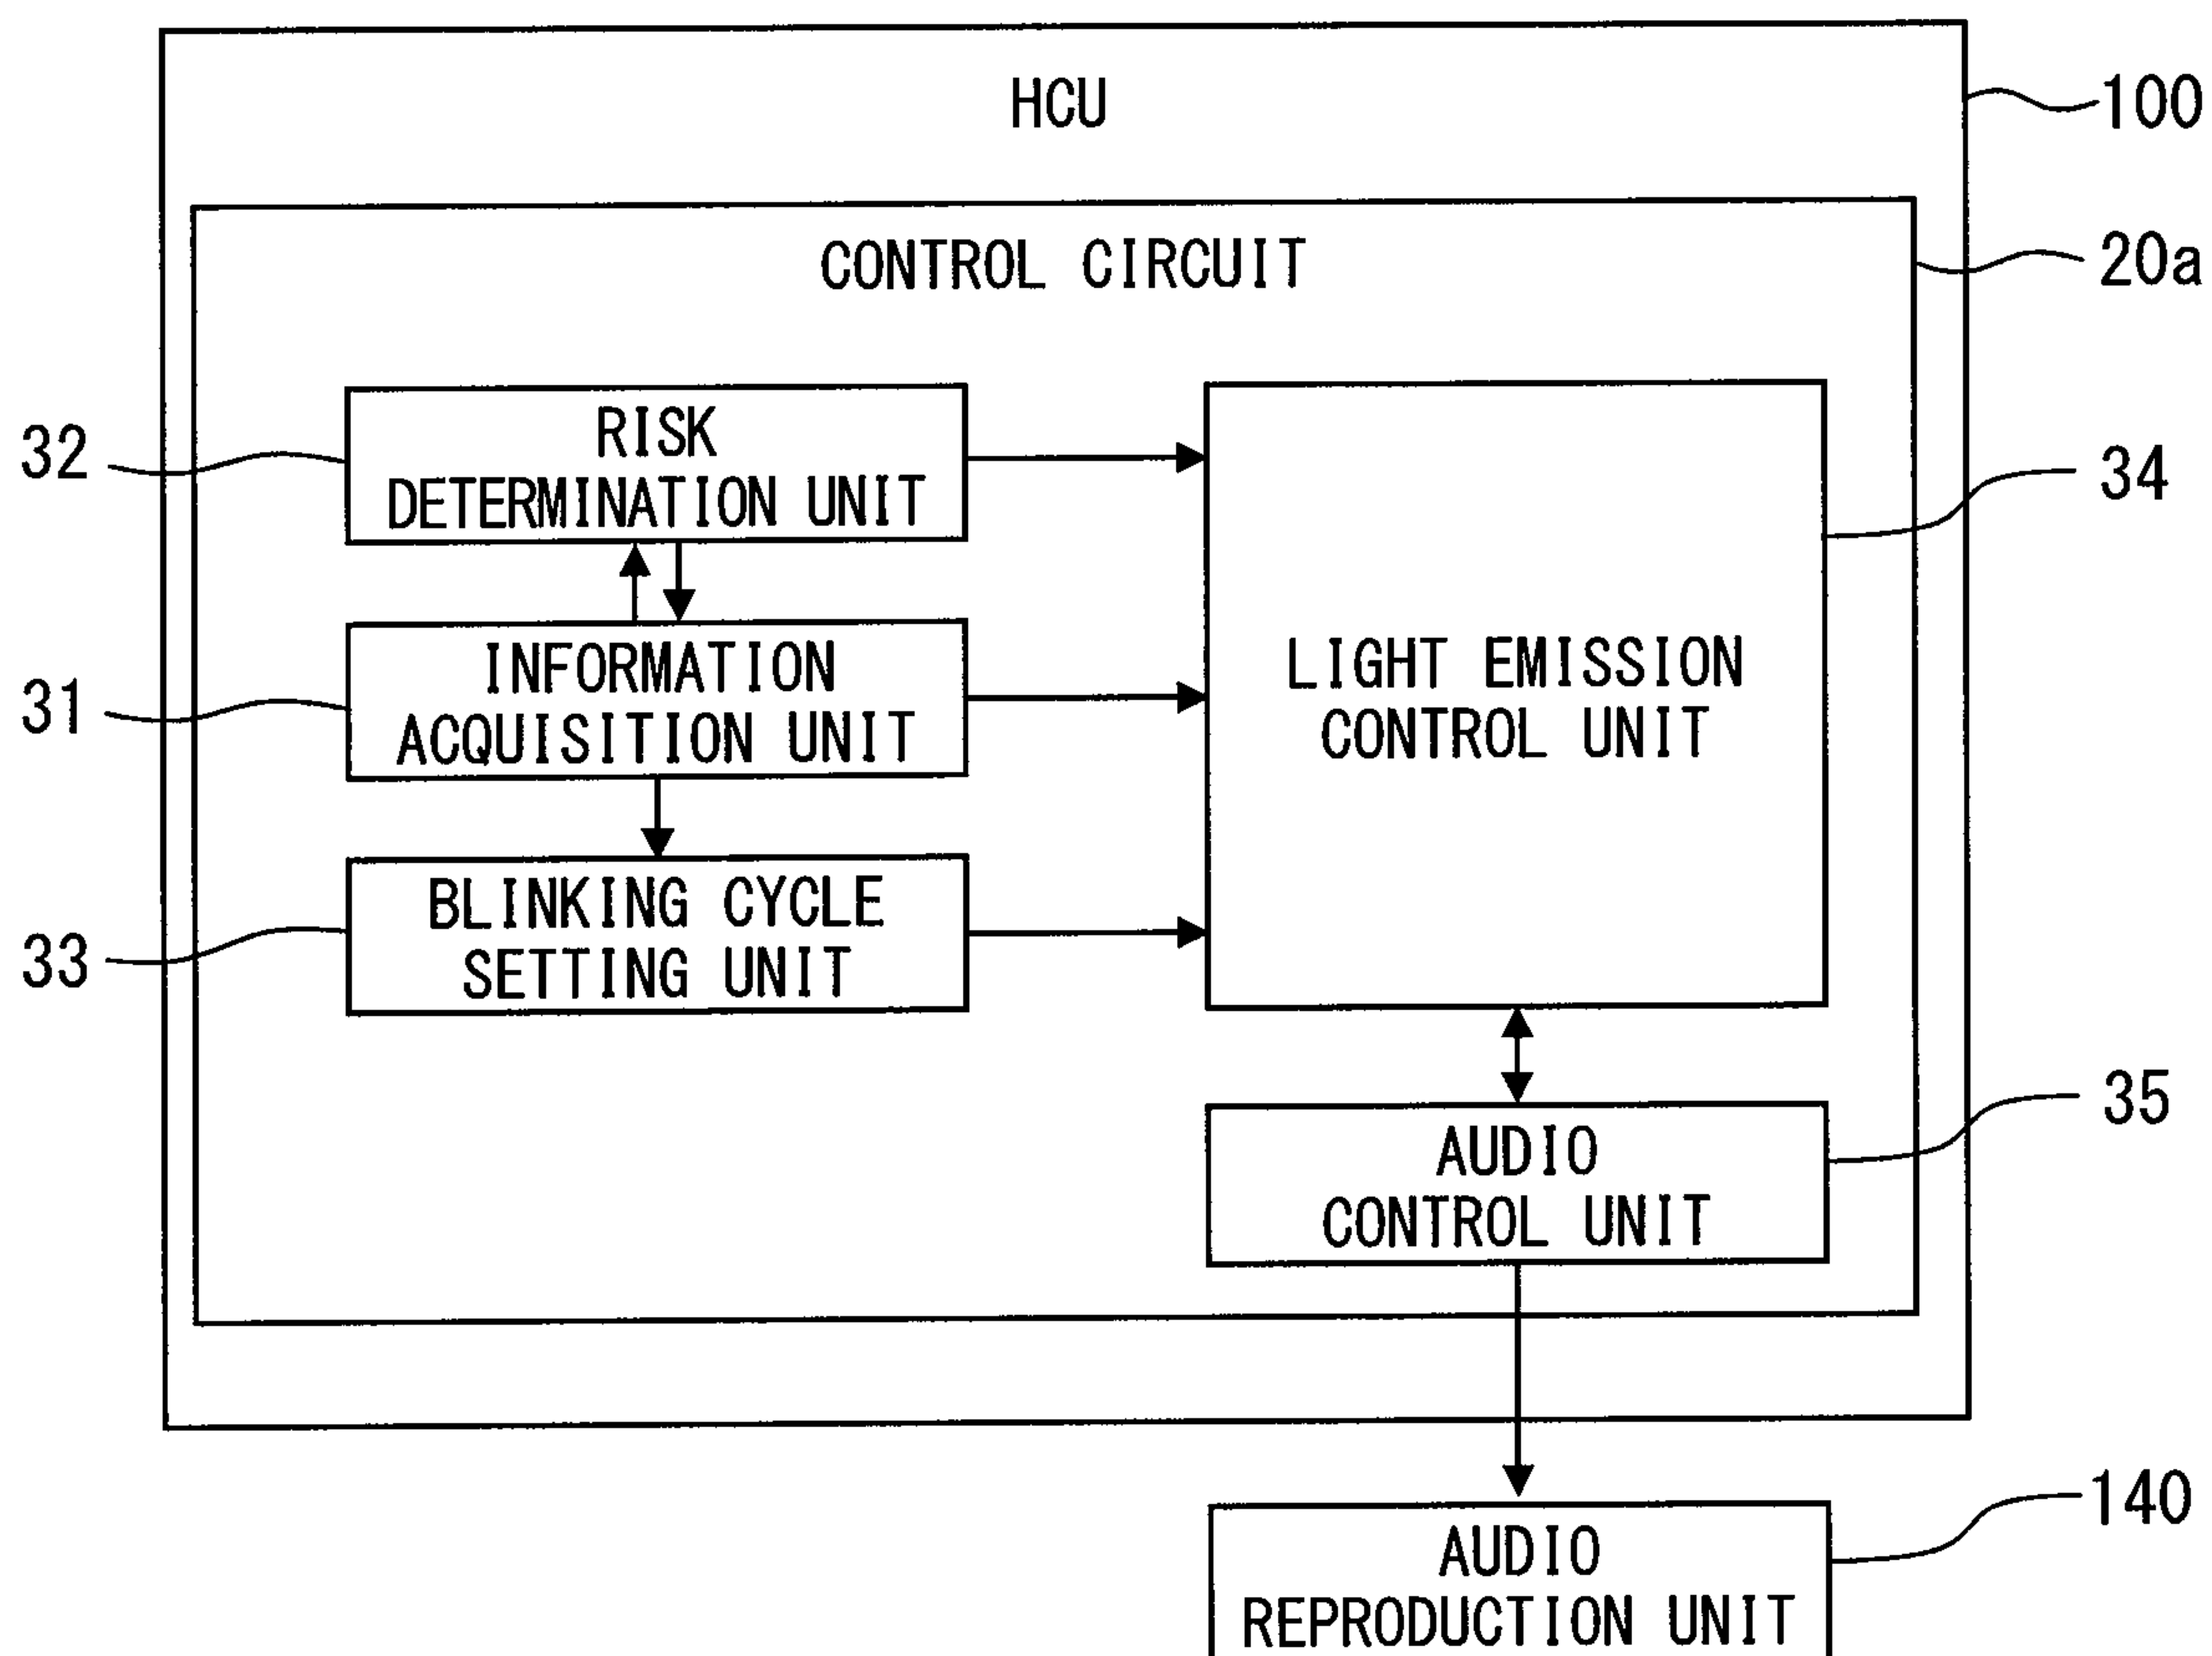 HCU
100
CONTROL CIRCUIT
20a
32
RISK
DETERMINATION UNIT
34
31
INFORMATION
ACQUISITION UNIT
LIGHT EMISSION
CONTROL UNIT
33
BLINKING CYCLE
SETTING UNIT
35
AUDIO
CONTROL UNIT
140
AUDIO
REPRODUCTION UNIT